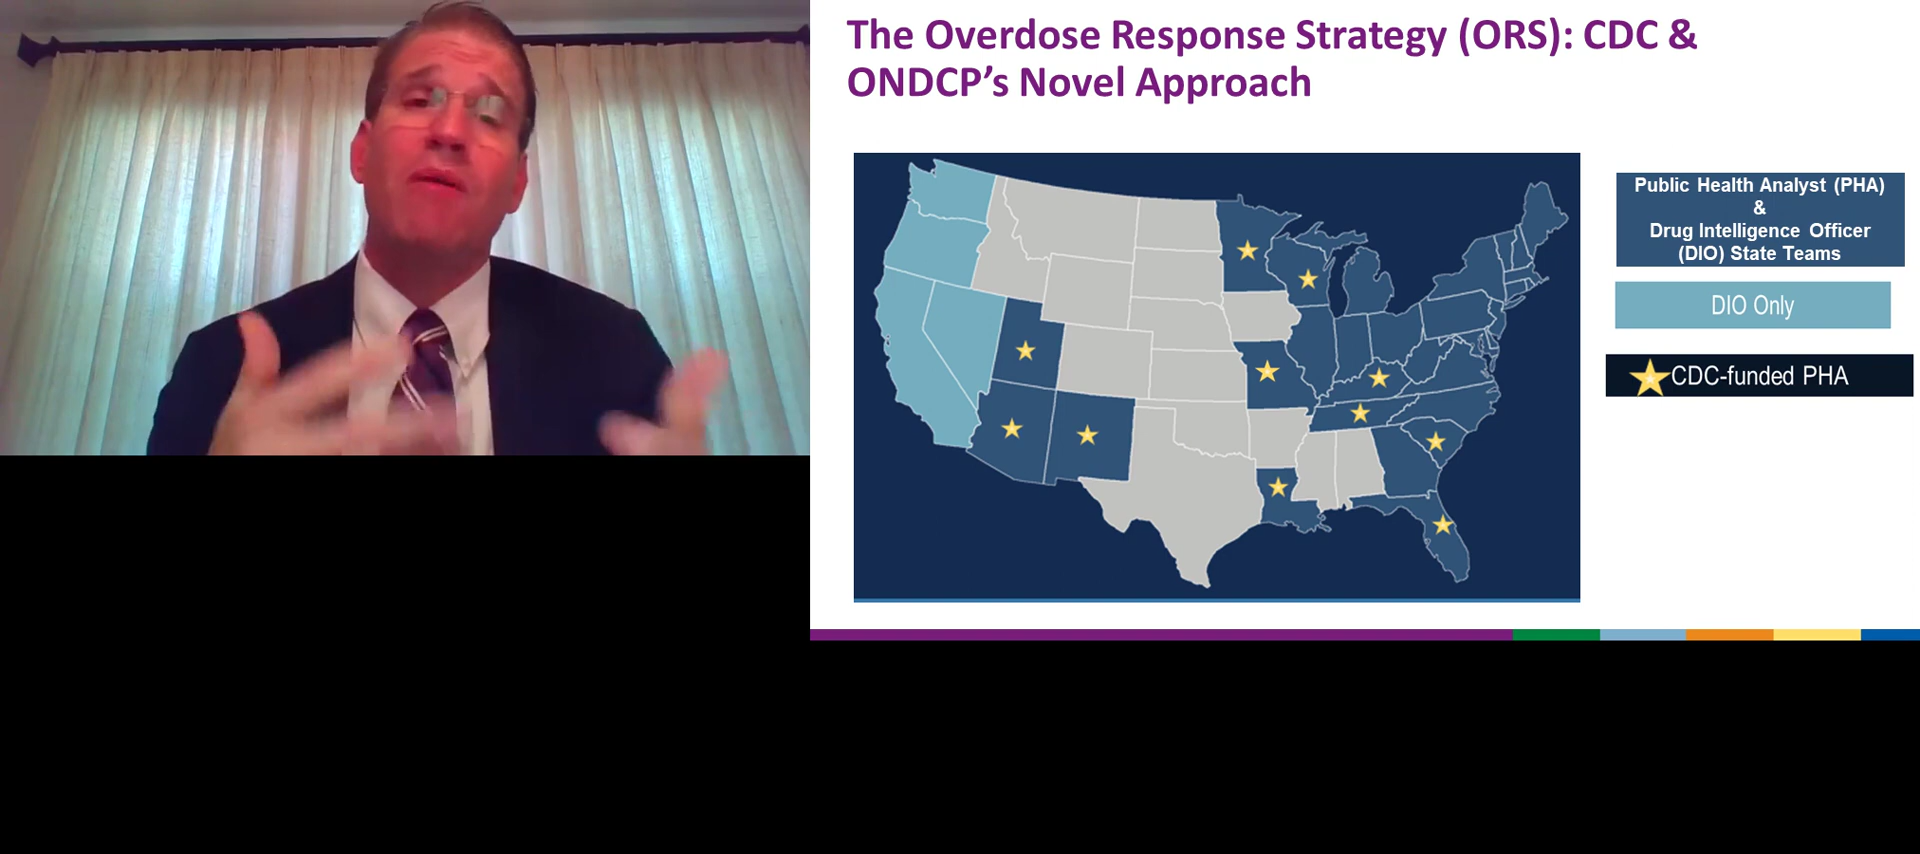 The Overdose Response Strategy (ORS): CDC &
ONDCP’s Novel Approach
Public Health Analyst (PHA)
&
Drug Intelligence Officer
(DIO) State Teams
DIO Only
CDC-funded PHA